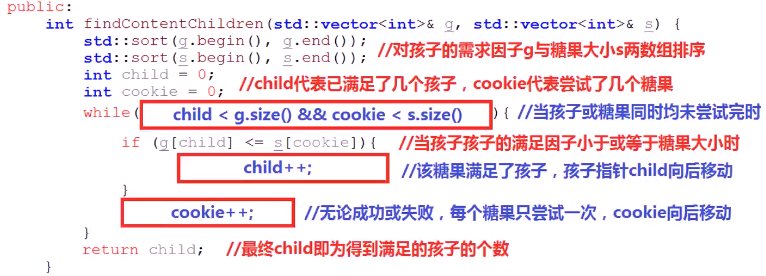 public:
int findContentChildren(std::vector<int>& g, std::vector<int>& s) {
std::sort(g.begin(), g.end());
std::sort(s.begin(), s.end()); //对孩子的需求因子g与糖果大小s两数组排序
int child = 0;
int cookie = 0; //child代表已满足了几个孩子，cookie代表尝试了几个糖果
while( child < g.size() && cookie < s.size() ){ //当孩子或糖果同时均未尝试完时
if (g[child] <= s[cookie]){ //当孩子孩子的满足因子小于或等于糖果大小时
child++; //该糖果满足了孩子，孩子指针child向后移动
}
cookie++; //无论成功或失败，每个糖果只尝试一次，cookie向后移动
}
return child; //最终child即为得到满足的孩子的个数
}